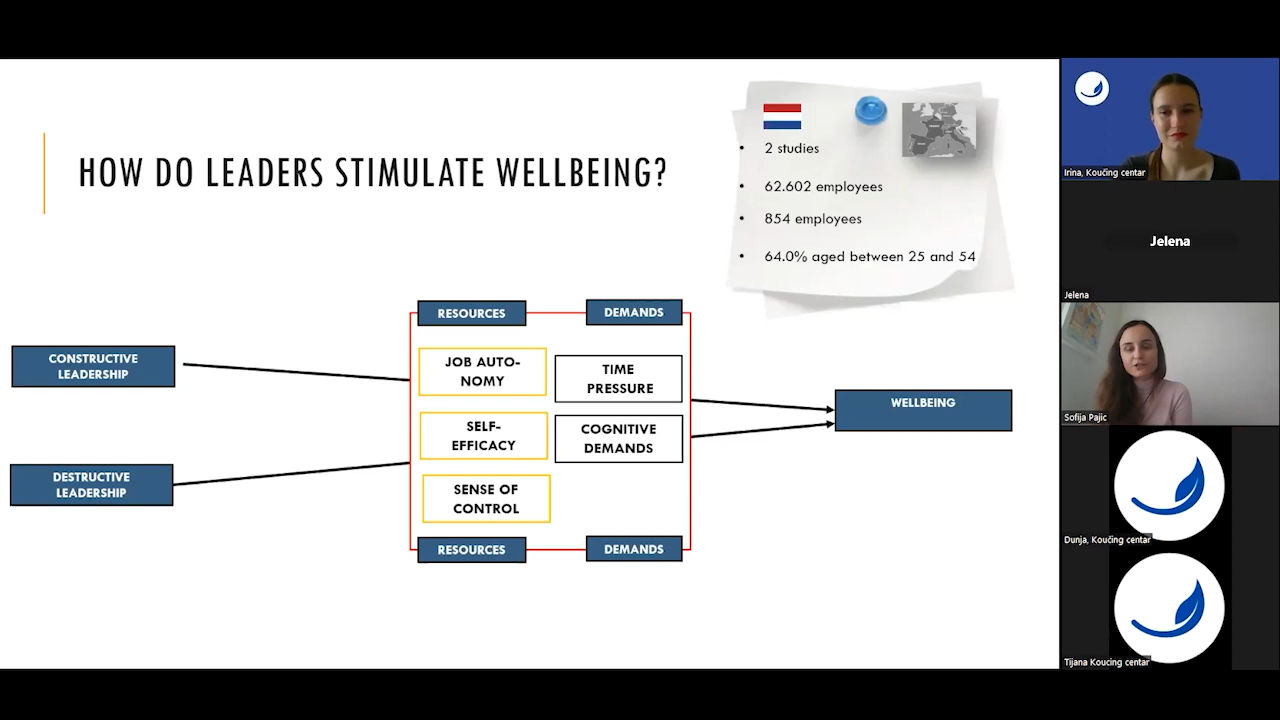 HOW DO LEADERS STIMULATE WELLBEING?
• 2 studies
• 62.602 employees
• 854 employees
• 64.0% aged between 25 and 54
RESOURCES
DEMANDS
CONSTRUCTIVE
LEADERSHIP
DESTRUCTIVE
LEADERSHIP
JOB AUTO-
NOMY
TIME
PRESSURE
SELF-
EFFICACY
COGNITIVE
DEMANDS
SENSE OF
CONTROL
RESOURCES
DEMANDS
WELLBEING
Irina, Koučing centar
Jelena
Jelena
Sofija Pajic
Dunja, Koučing centar
Tijana Koucing centar